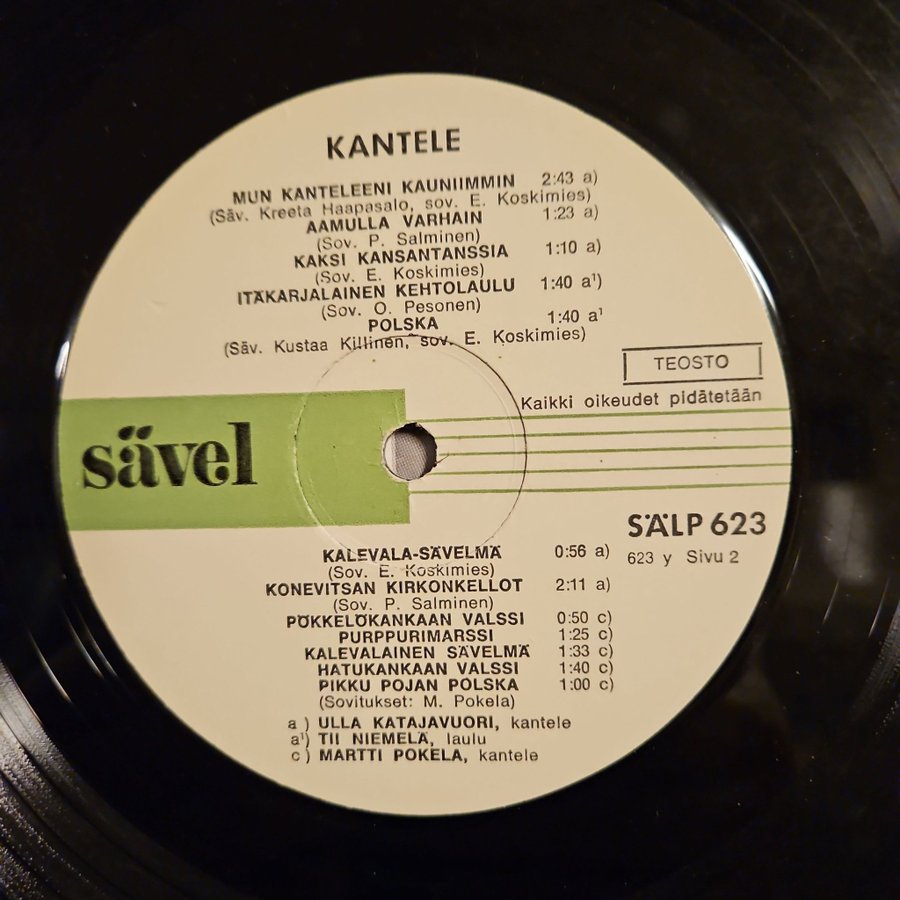 KANTELE
MUN KANTELEENI KAUNIIMMIN 2:43 a)
(Säv. Kreeta Haapasalo, sov. E. Koskimies)
AAMULLA VARHAIN 1:23 a)
(Sov. P. Salminen)
KAKSI KANSANTANSSIA 1:10 a)
(Sov. E. Koskimies)
ITÄKARJALAINEN KEHTOLAULU 1:40 a¹)
(Sov. O. Pesonen)
POLSKA 1:40 a¹
(Säv. Kustaa Killinen, sov. E. Koskimies)
TEOSTO
Kaikki oikeudet pidätetään
sävel
SÄLP 623
623 y Sivu 2
KALEVALA-SÄVELMÄ 0:56 a)
(Sov. E. Koskimies)
KONEVITSAN KIRKONKELLOT 2:11 a)
(Sov. P. Salminen)
PÖKKELÖKANKAAN VALSSI 0:50 c)
PURPPURIMARSSI 1:25 c)
KALEVALAINEN SÄVELMÄ 1:33 c)
HATUKANKAAN VALSSI 1:40 c)
PIKKU POJAN POLSKA 1:00 c)
(Sovitukset: M. Pokela)
a ) ULLA KATAJAVUORI, kantele
a¹) TII NIEMELÄ, laulu
c ) MARTTI POKELA, kantele